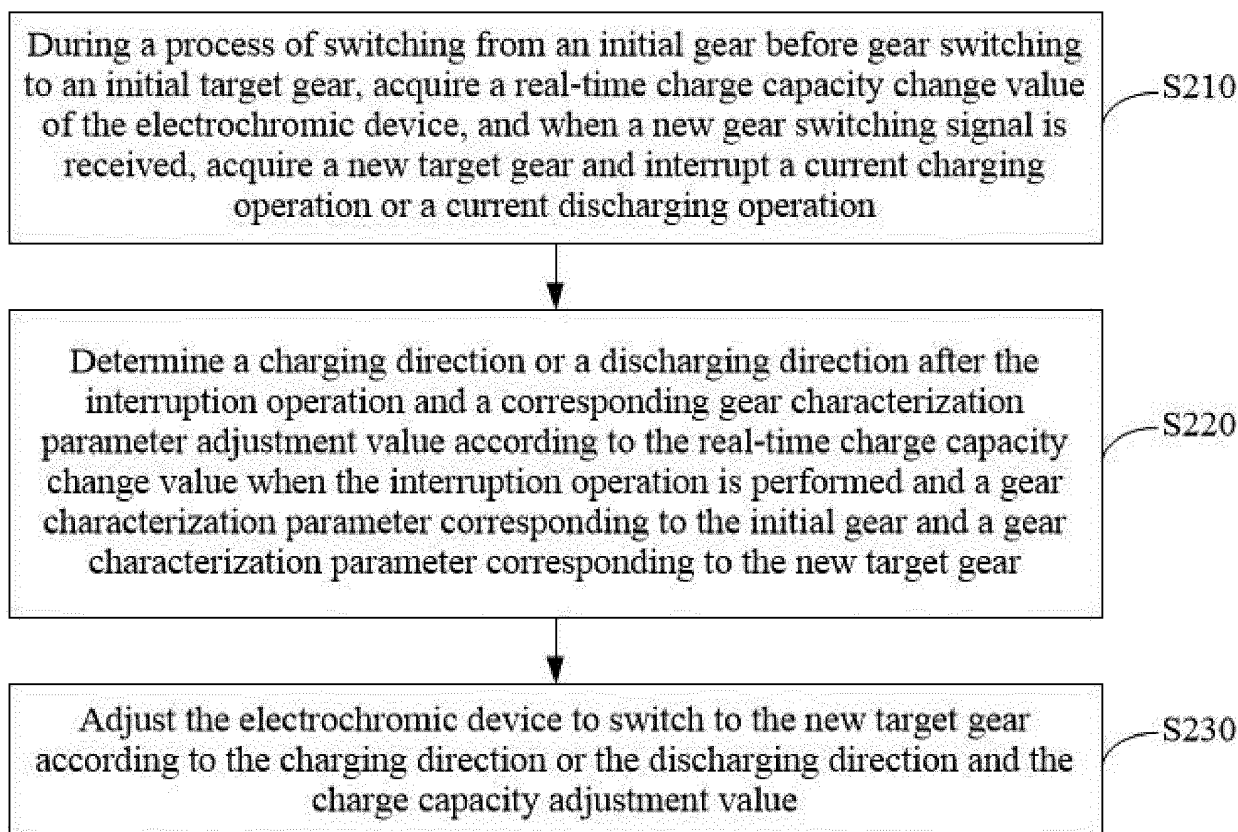 During a process of switching from an initial gear before gear switching
to an initial target gear, acquire a real-time charge capacity change value
of the electrochromic device, and when a new gear switching signal is
received, acquire a new target gear and interrupt a current charging
operation or a current discharging operation
S210
Determine a charging direction or a discharging direction after the
interruption operation and a corresponding gear characterization
parameter adjustment value according to the real-time charge capacity
change value when the interruption operation is performed and a gear
characterization parameter corresponding to the initial gear and a gear
characterization parameter corresponding to the new target gear
S220
Adjust the electrochromic device to switch to the new target gear
according to the charging direction or the discharging direction and the
charge capacity adjustment value
S230